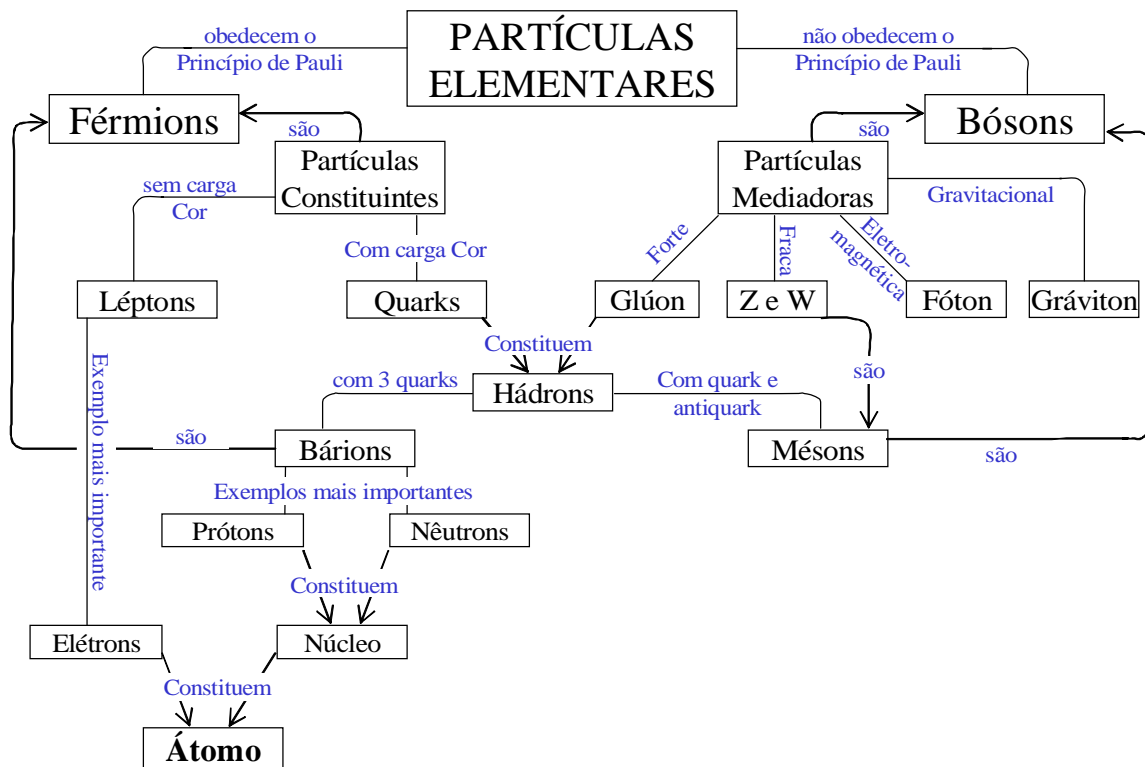 obedecem o
Princípio de Pauli
PARTÍCULAS
ELEMENTARES
não obedecem o
Princípio de Pauli
Férmions
são
Partículas
Constituintes
são
Partículas
Mediadoras
Bósons
sem carga
Cor
Com carga Cor
Forte
Fraca
Eletro-
magnética
Gravitacional
Léptons
Quarks
Glúon
Z e W
Fóton
Gráviton
Constituem
são
com 3 quarks
Hádrons
Com quark e
antiquark
Exemplo mais importante
são
Bárions
Mésons
são
Exemplos mais importantes
Prótons
Nêutrons
Constituem
Elétrons
Núcleo
Constituem
Átomo